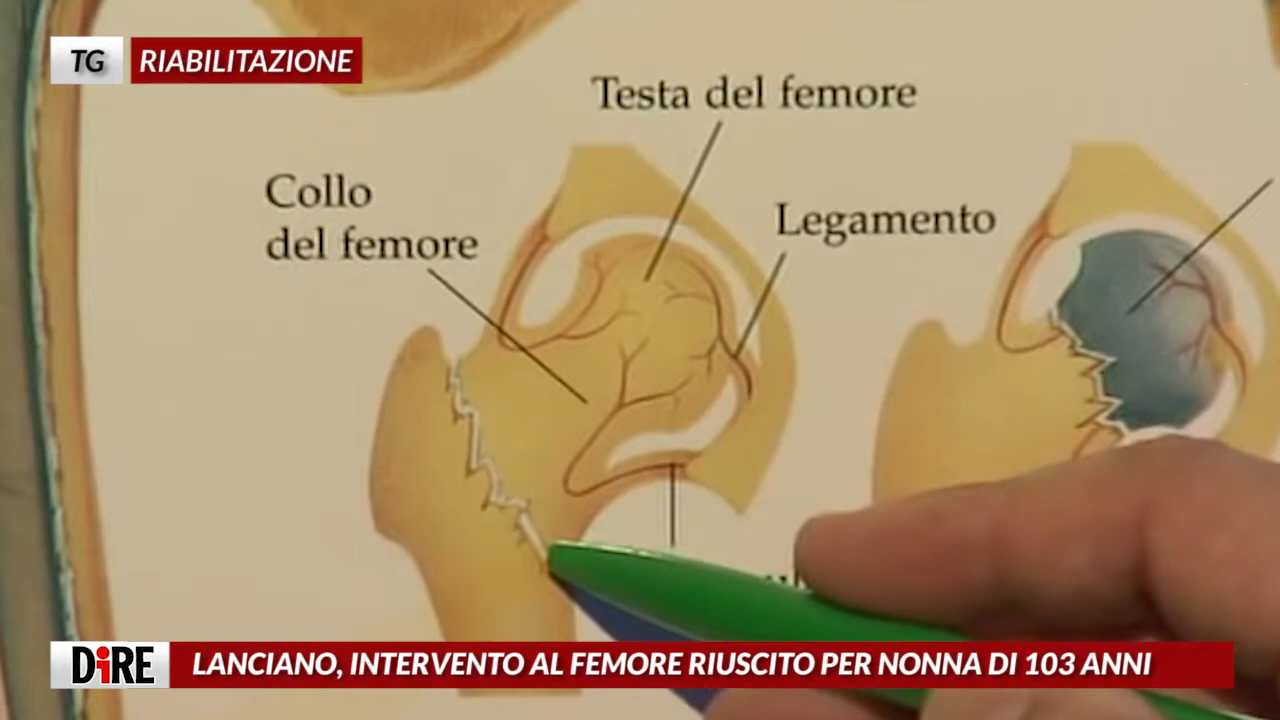 TG RIABILITAZIONE
Testa del femore
Collo
del femore
Legamento
DiRE
LANCIANO, INTERVENTO AL FEMORE RIUSCITO PER NONNA DI 103 ANNI